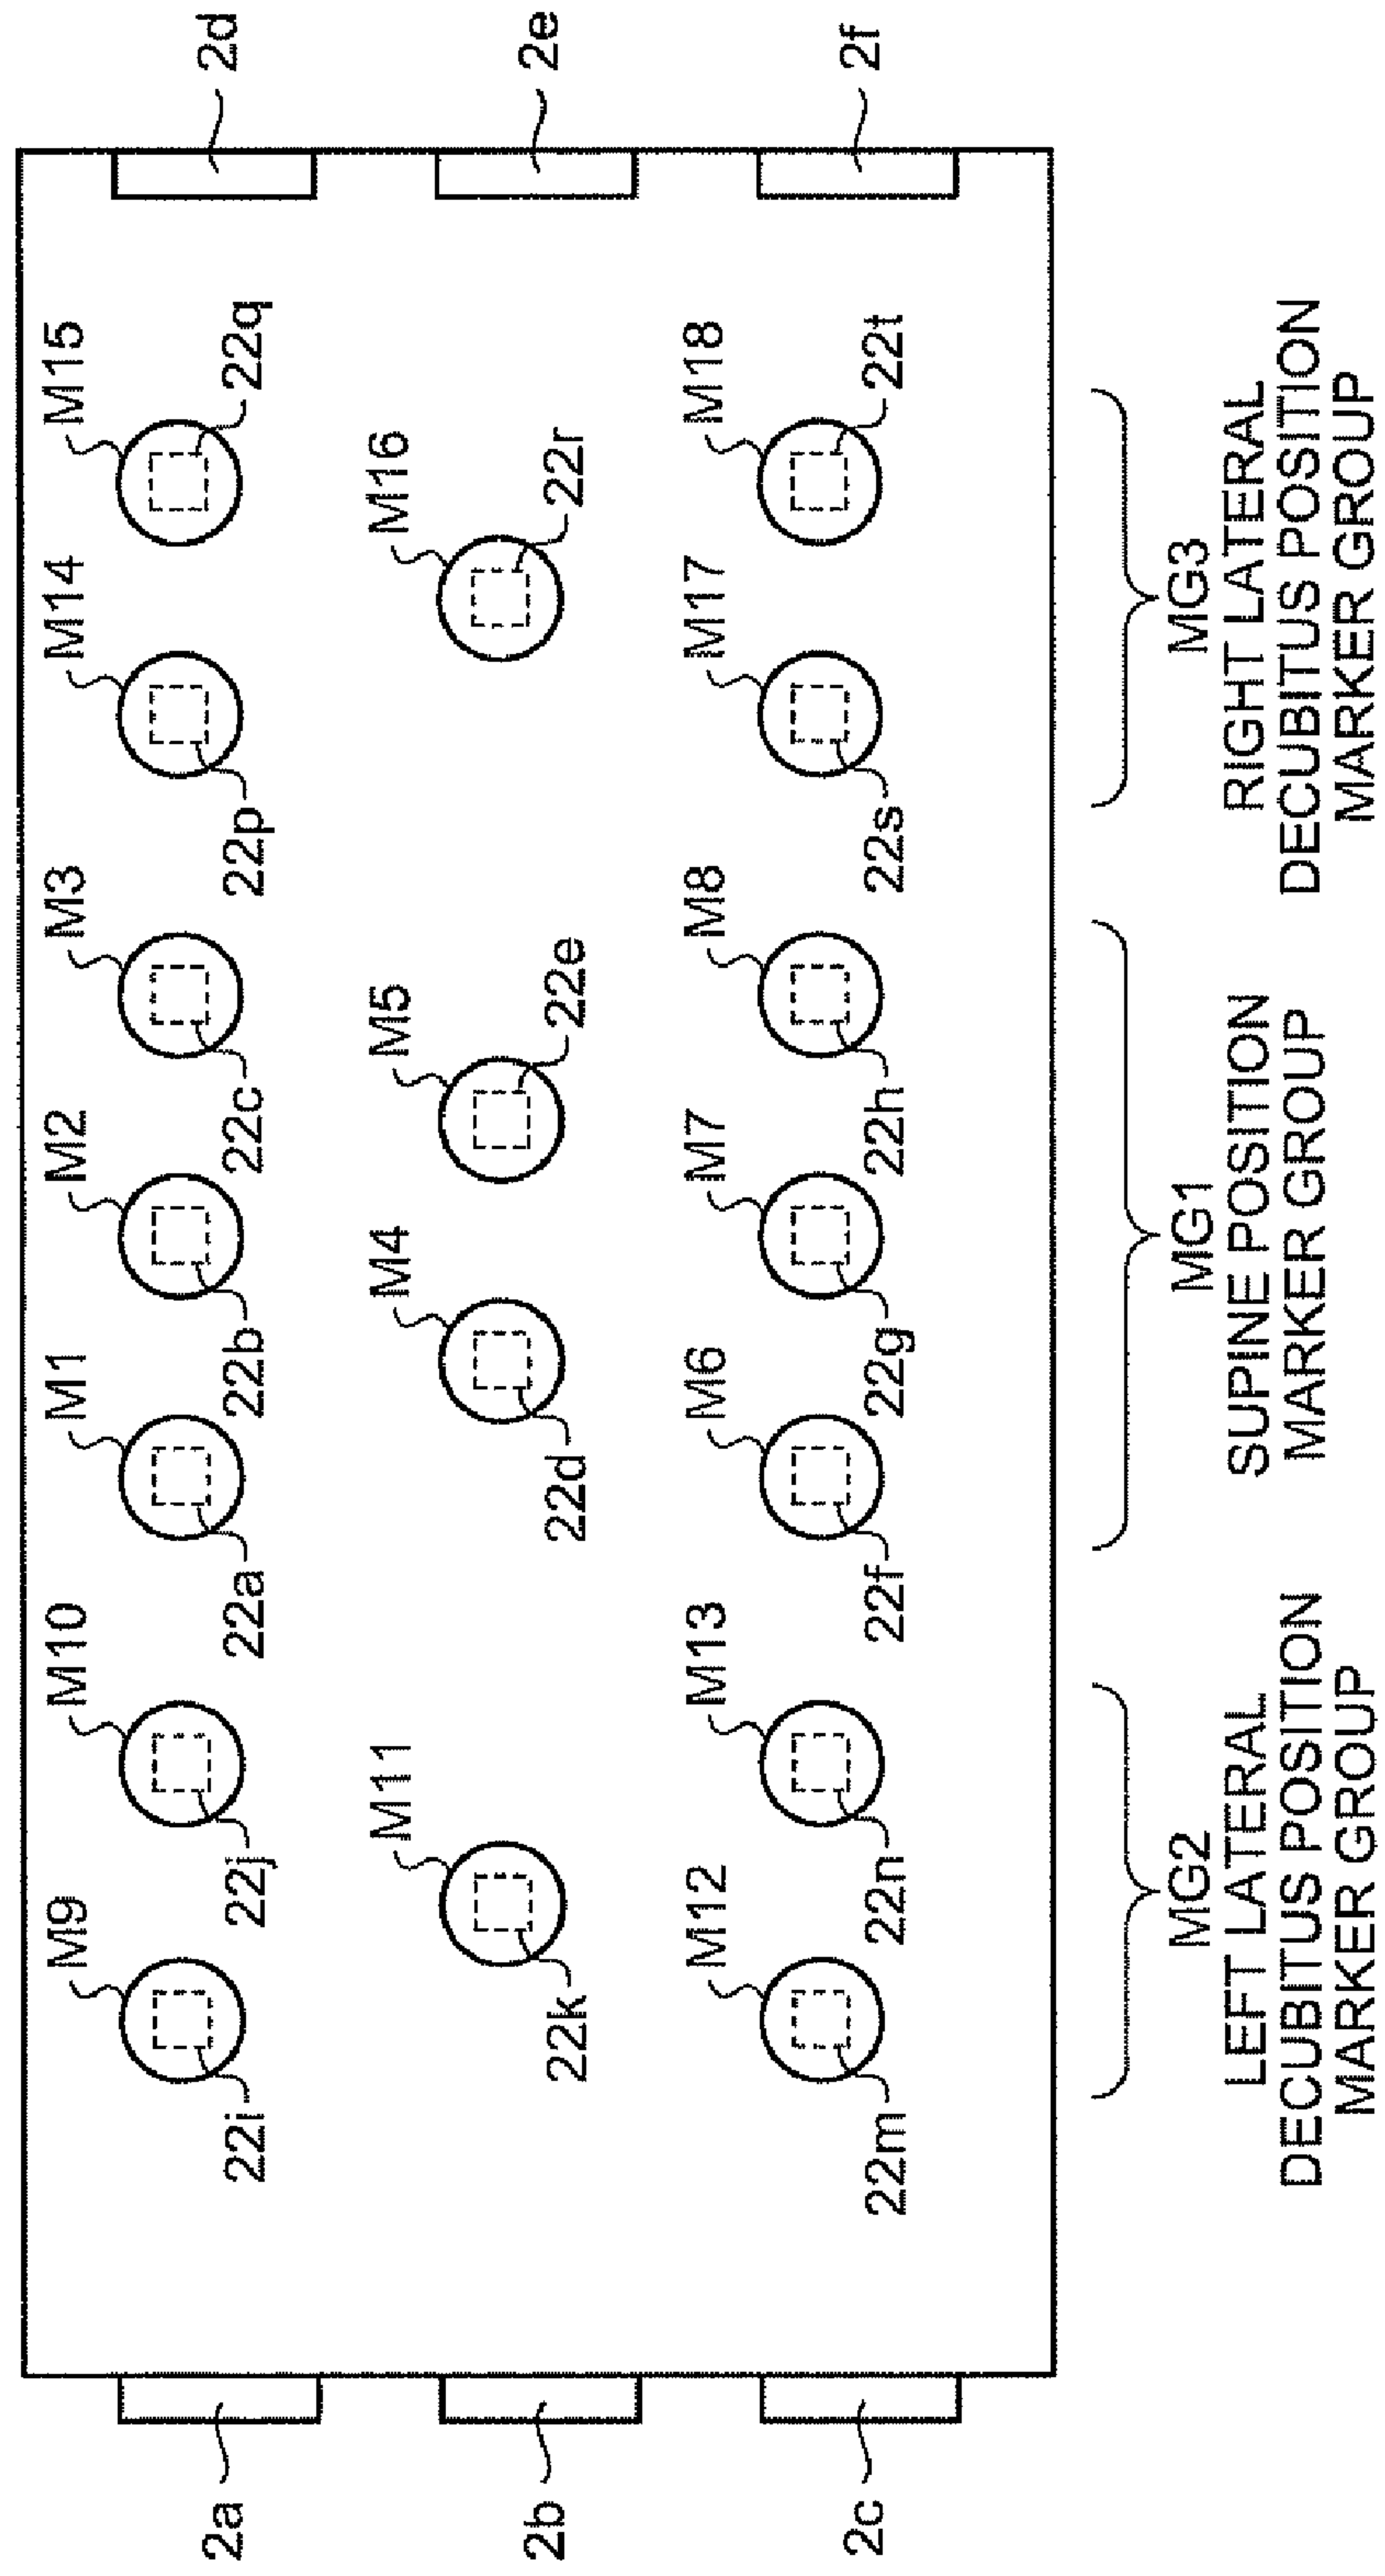 M9
M10
M1
M2
M3
M14
M15
2a
22i
22j
22a
22b
22c
22p
22q
2d
M11
M4
M5
M16
2b
22k
22d
22e
22r
2e
M12
M13
M6
M7
M8
M17
M18
2c
22m
22n
22f
22g
22h
22s
22t
2f
MG2
LEFT LATERAL
DECUBITUS POSITION
MARKER GROUP
MG1
SUPINE POSITION
MARKER GROUP
MG3
RIGHT LATERAL
DECUBITUS POSITION
MARKER GROUP